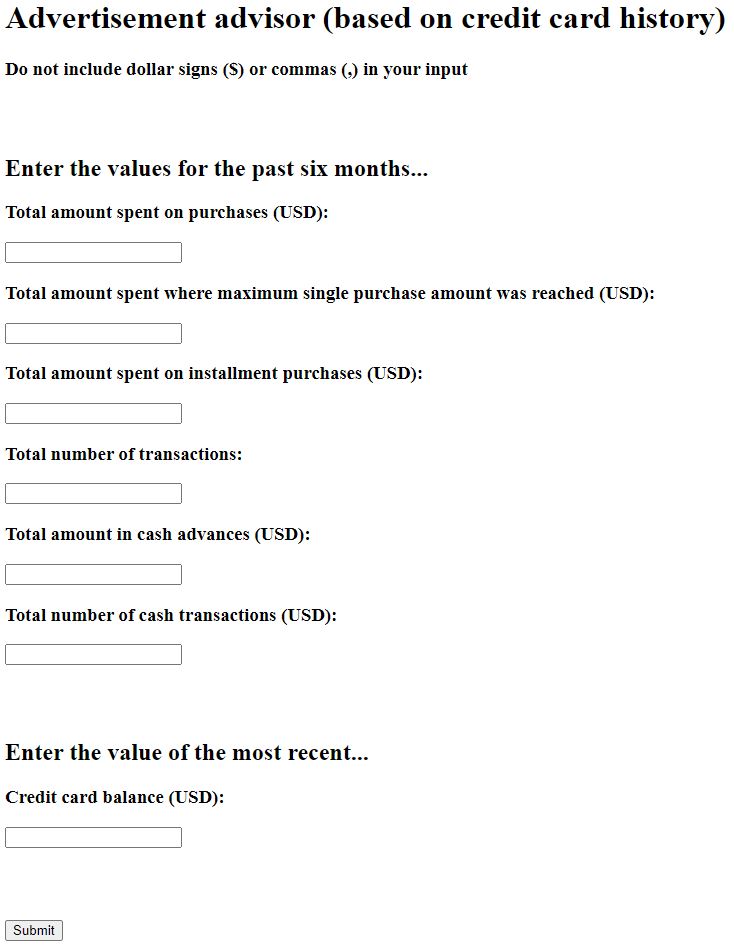 Advertisement advisor (based on credit card history)
Do not include dollar signs ($) or commas (,) in your input
Enter the values for the past six months...
Total amount spent on purchases (USD):
Total amount spent where maximum single purchase amount was reached (USD):
Total amount spent on installment purchases (USD):
Total number of transactions:
Total amount in cash advances (USD):
Total number of cash transactions (USD):
Enter the value of the most recent...
Credit card balance (USD):
Submit